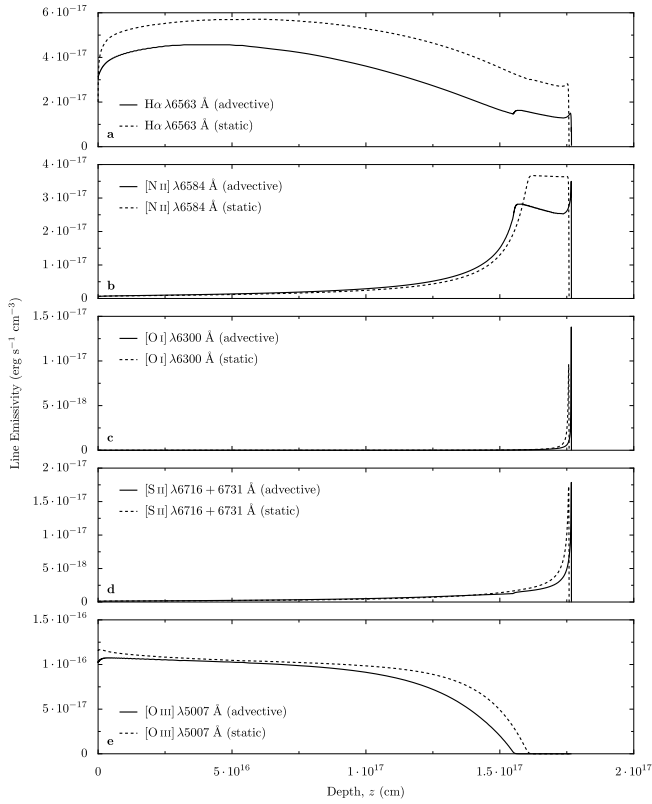 6·10⁻¹⁷
4·10⁻¹⁷
2·10⁻¹⁷
0
Hα λ6563 Å (advective)
Hα λ6563 Å (static)
a
4·10⁻¹⁷
3·10⁻¹⁷
2·10⁻¹⁷
1·10⁻¹⁷
0
[N II] λ6584 Å (advective)
[N II] λ6584 Å (static)
b
1.5·10⁻¹⁷
1·10⁻¹⁷
5·10⁻¹⁸
0
[O I] λ6300 Å (advective)
[O I] λ6300 Å (static)
c
2·10⁻¹⁷
1.5·10⁻¹⁷
1·10⁻¹⁷
5·10⁻¹⁸
0
[S II] λ6716 + 6731 Å (advective)
[S II] λ6716 + 6731 Å (static)
d
1.5·10⁻¹⁶
1·10⁻¹⁶
5·10⁻¹⁷
0
[O III] λ5007 Å (advective)
[O III] λ5007 Å (static)
e
0 5·10¹⁶ 1·10¹⁷ 1.5·10¹⁷ 2·10¹⁷
Depth, z (cm)
Line Emissivity (erg s⁻¹ cm⁻³)